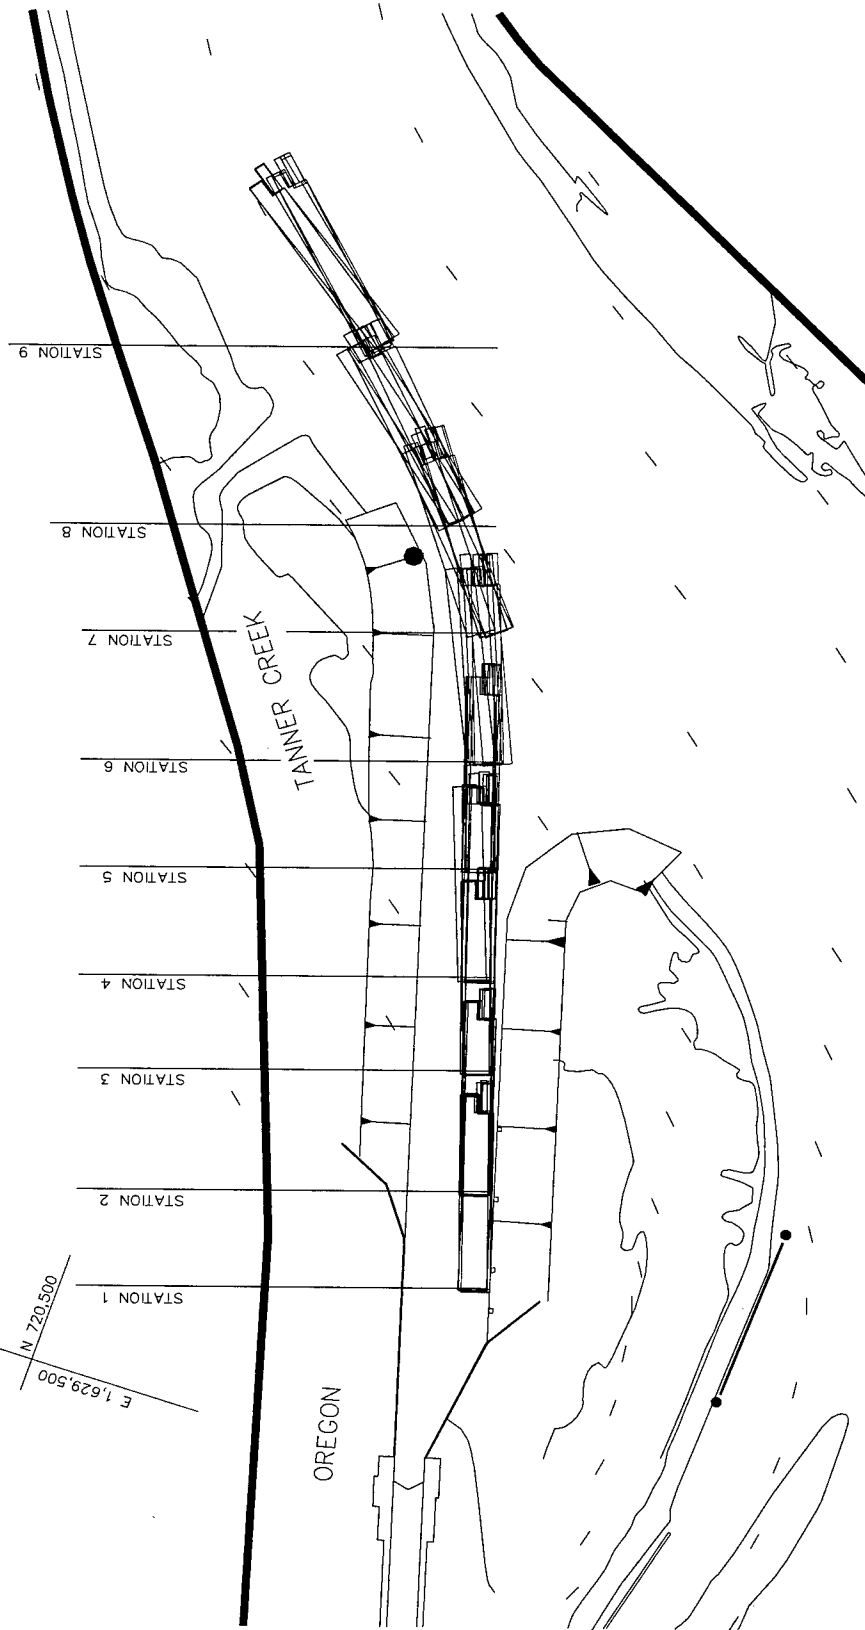 STATION 9
STATION 8
STATION 7
TANNER CREEK
STATION 6
STATION 5
STATION 4
STATION 3
STATION 2
STATION 1
N 720,500
E 1,629,500
OREGON